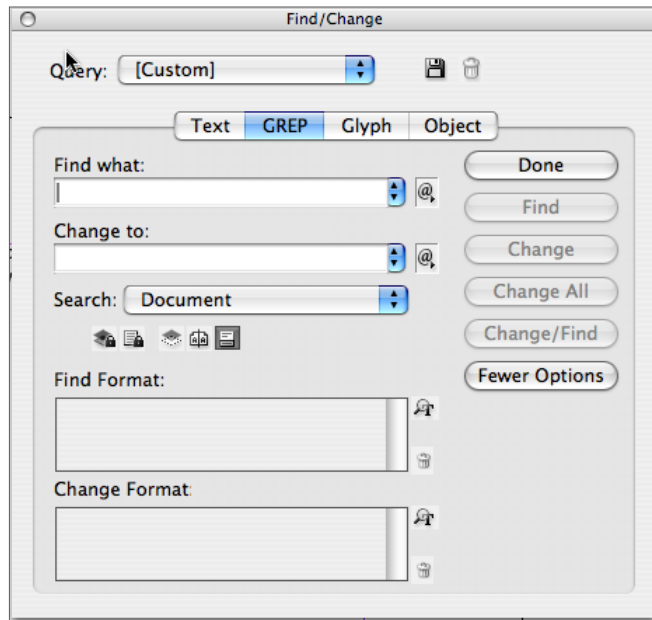 Find/Change
Query: [Custom]
Text GREP Glyph Object
Find what:
Done
Find
Change to:
Change
Search: Document
Change All
Change/Find
Find Format:
Fewer Options
Change Format: